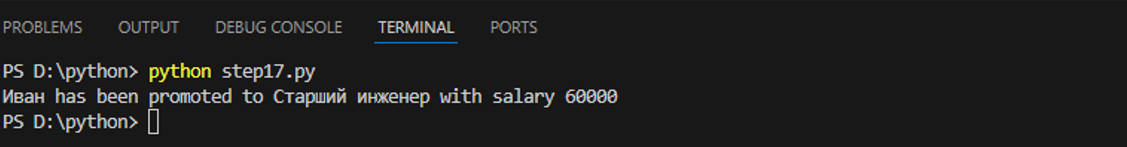 PROBLEMS OUTPUT DEBUG CONSOLE TERMINAL PORTS
PS D:\python> python step17.py
Иван has been promoted to Старший инженер with salary 60000
PS D:\python>